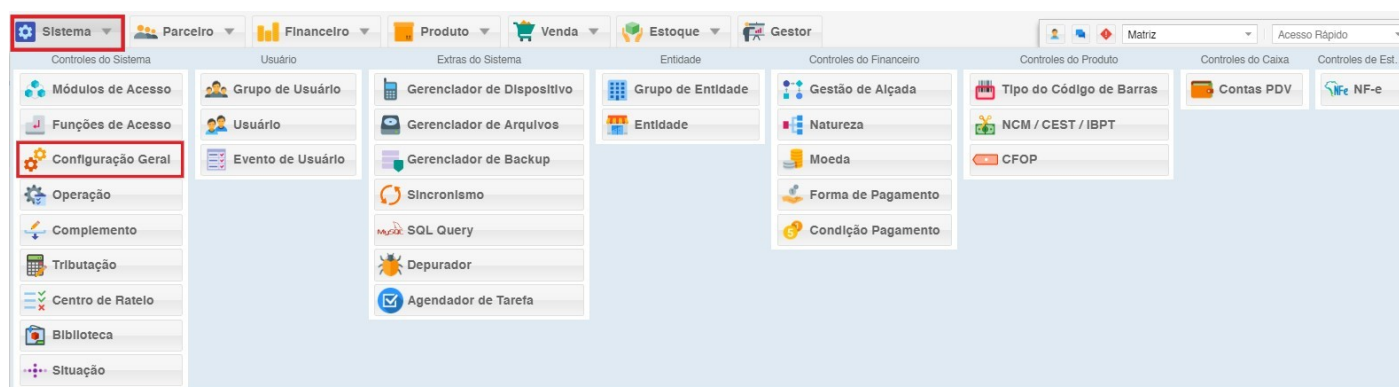 Sistema
Parceiro
Financeiro
Produto
Venda
Estoque
Gestor
Matriz
Acesso Rápido
Controles do Sistema
Usuário
Extras do Sistema
Entidade
Controles do Financeiro
Controles do Produto
Controles do Caixa
Controles de Est.
Módulos de Acesso
Grupo de Usuário
Gerenciador de Dispositivo
Grupo de Entidade
Gestão de Alçada
Tipo do Código de Barras
Contas PDV
NFe NF-e
Funções de Acesso
Usuário
Gerenciador de Arquivos
Entidade
Natureza
NCM / CEST / IBPT
Configuração Geral
Evento de Usuário
Gerenciador de Backup
Moeda
CFOP
Operação
Sincronismo
Forma de Pagamento
Complemento
MySQL SQL Query
Condição Pagamento
Tributação
Depurador
Centro de Rateio
Agendador de Tarefa
Biblioteca
Situação